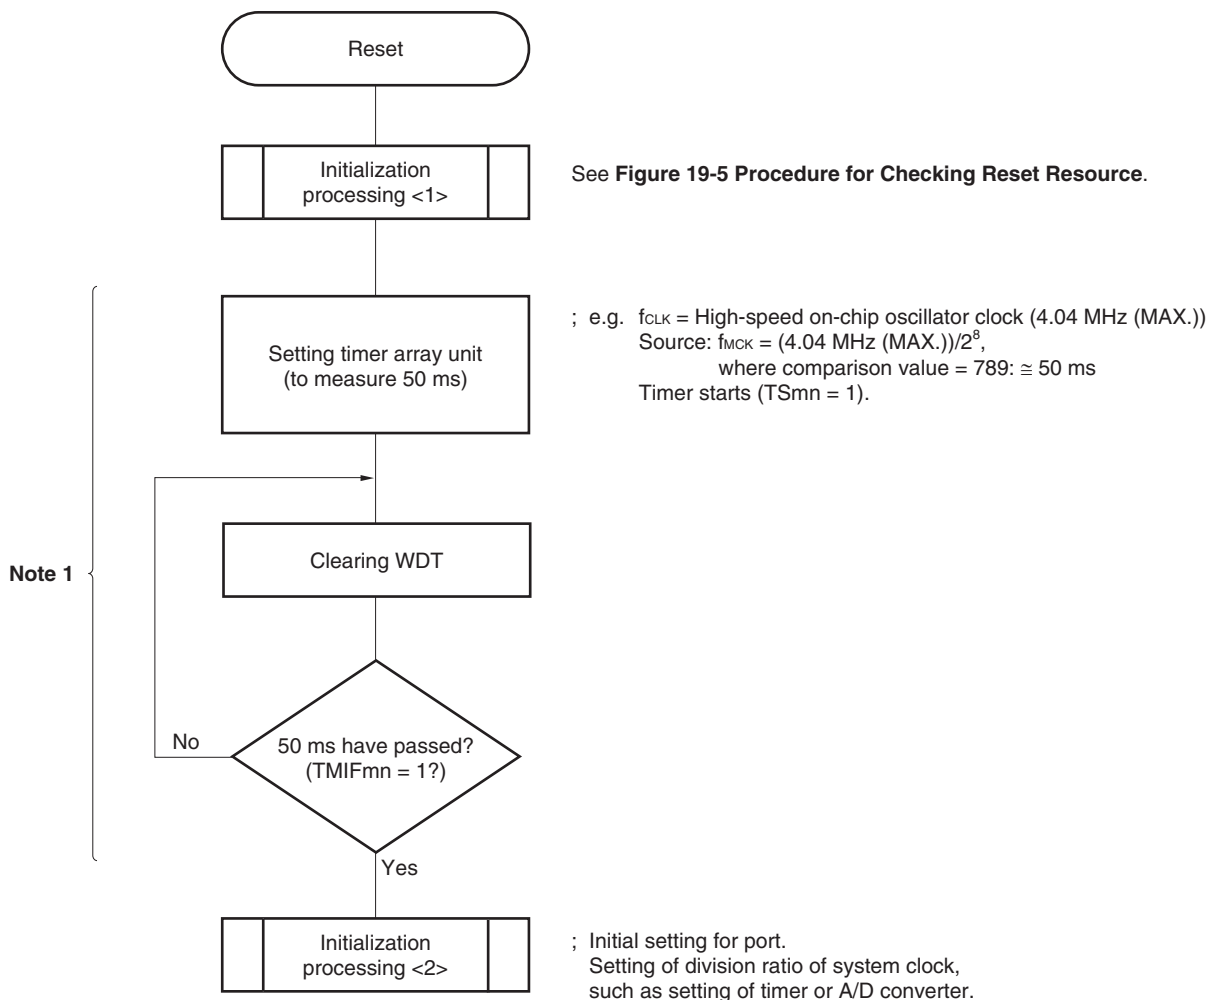 Reset
Initialization
processing <1>
See Figure 19-5 Procedure for Checking Reset Resource.
Setting timer array unit
(to measure 50 ms)
; e.g. fCLK = High-speed on-chip oscillator clock (4.04 MHz (MAX.))
Source: fMCK = (4.04 MHz (MAX.))/2⁸,
where comparison value = 789: ≅ 50 ms
Timer starts (TSmn = 1).
Note 1
Clearing WDT
No
50 ms have passed?
(TMIFmn = 1?)
Yes
Initialization
processing <2>
; Initial setting for port.
Setting of division ratio of system clock,
such as setting of timer or A/D converter.